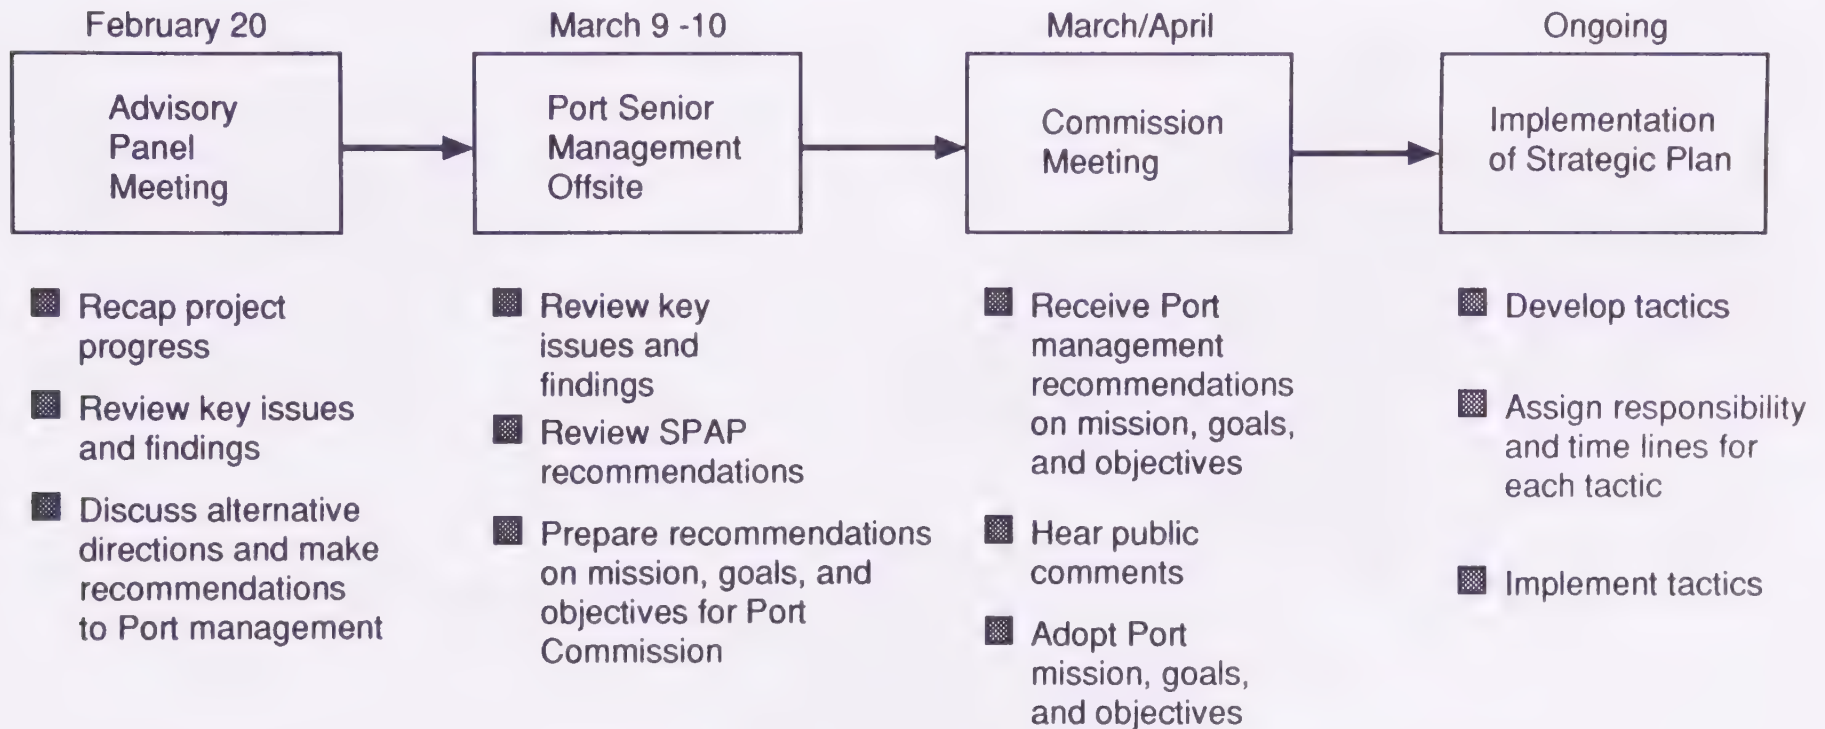 February 20
Advisory
Panel
Meeting
Recap project
progress
Review key issues
and findings
Discuss alternative
directions and make
recommendations
to Port management
March 9 -10
Port Senior
Management
Offsite
Review key
issues and
findings
Review SPAP
recommendations
Prepare recommendations
on mission, goals, and
objectives for Port
Commission
March/April
Commission
Meeting
Receive Port
management
recommendations
on mission, goals,
and objectives
Hear public
comments
Adopt Port
mission, goals,
and objectives
Ongoing
Implementation
of Strategic Plan
Develop tactics
Assign responsibility
and time lines for
each tactic
Implement tactics